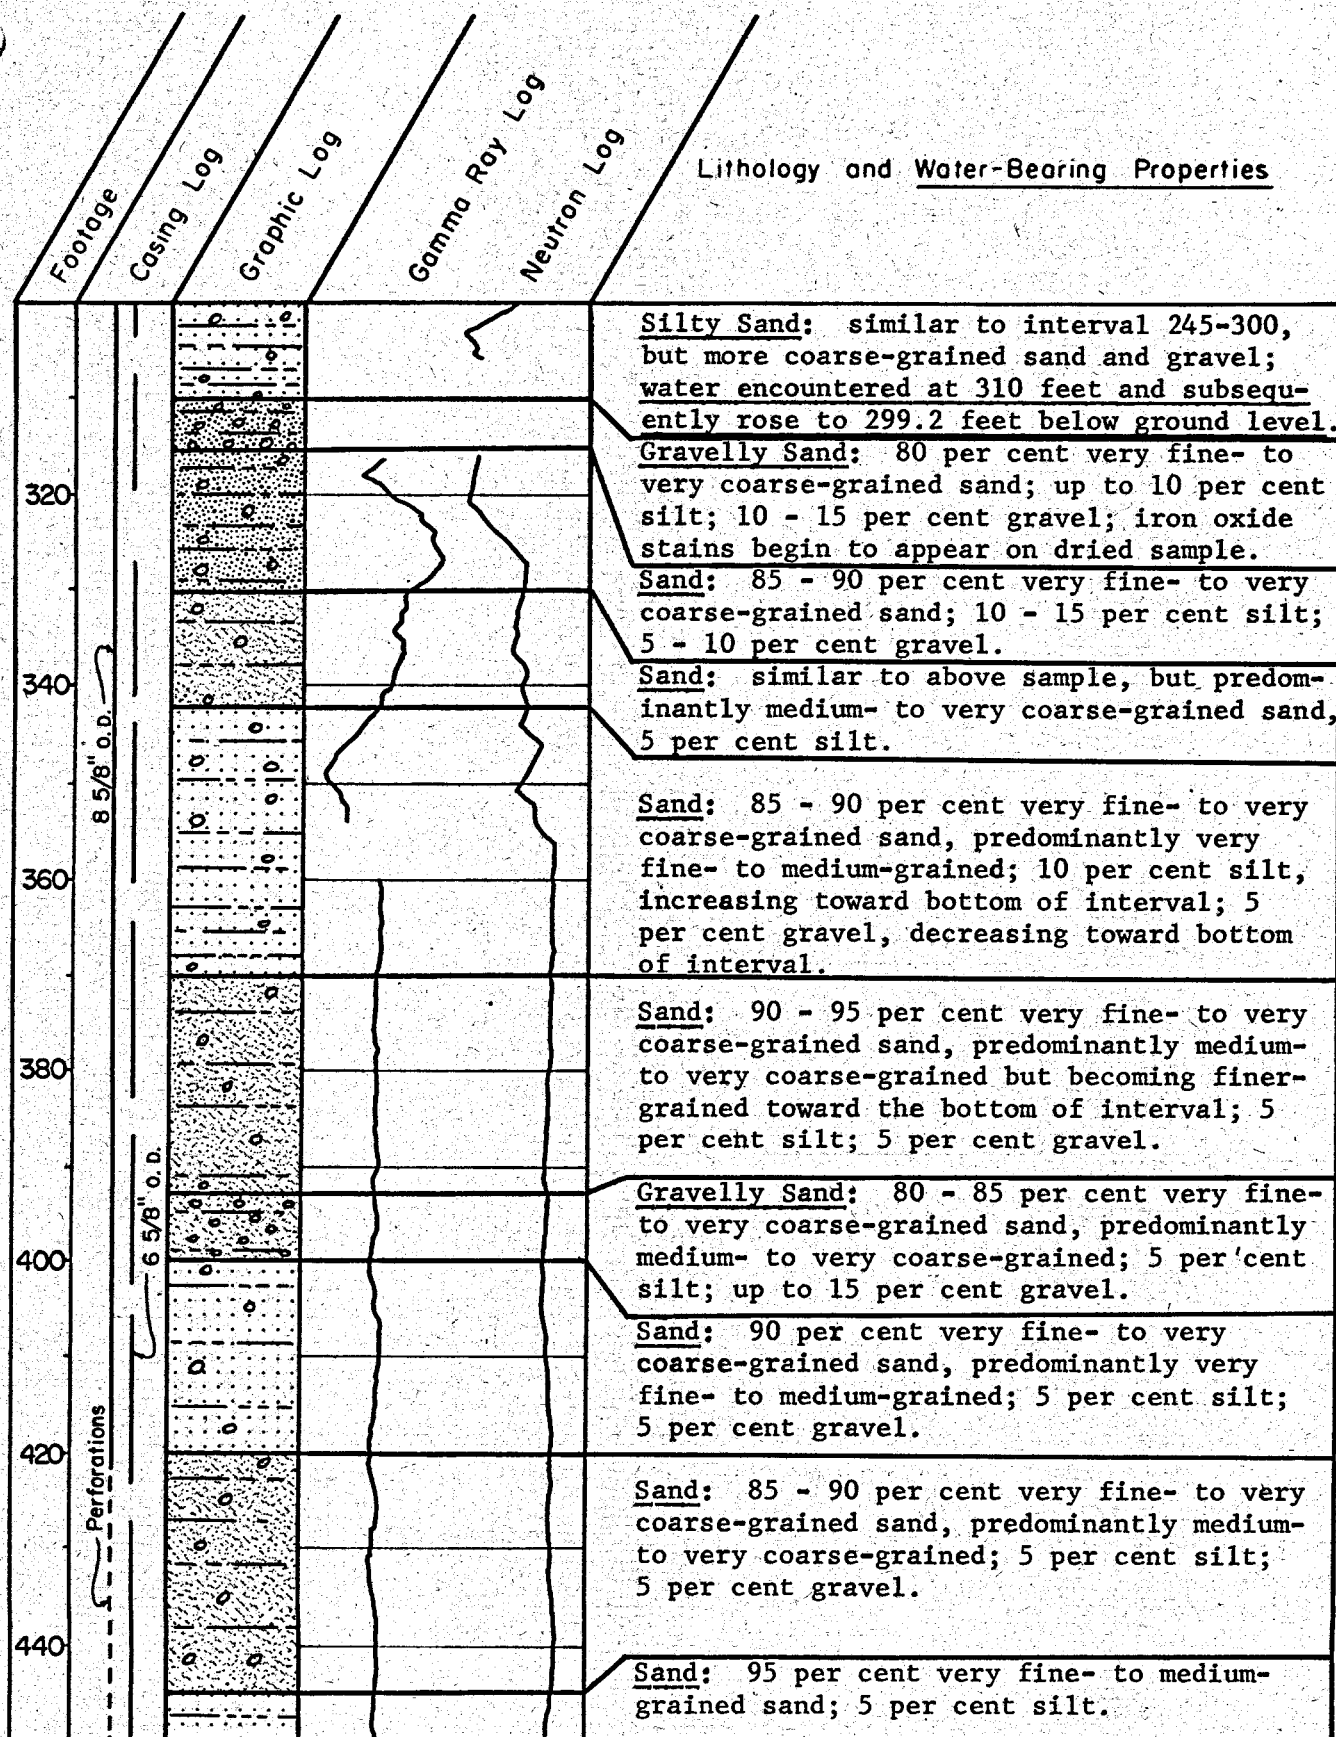 Footage
Casing Log
Graphic Log
Gamma Ray Log
Neutron Log
Lithology and Water-Bearing Properties
Silty Sand: similar to interval 245-300,
but more coarse-grained sand and gravel;
water encountered at 310 feet and subsequ-
ently rose to 299.2 feet below ground level.
Gravelly Sand: 80 per cent very fine- to
very coarse-grained sand; up to 10 per cent
silt; 10 - 15 per cent gravel; iron oxide
stains begin to appear on dried sample.
Sand: 85 - 90 per cent very fine- to very
coarse-grained sand; 10 - 15 per cent silt;
5 - 10 per cent gravel.
Sand: similar to above sample, but predom-
inantly medium- to very coarse-grained sand,
5 per cent silt.
Sand: 85 - 90 per cent very fine- to very
coarse-grained sand, predominantly very
fine- to medium-grained; 10 per cent silt,
increasing toward bottom of interval; 5
per cent gravel, decreasing toward bottom
of interval.
Sand: 90 - 95 per cent very fine- to very
coarse-grained sand, predominantly medium-
to very coarse-grained but becoming finer-
grained toward the bottom of interval; 5
per cent silt; 5 per cent gravel.
Gravelly Sand: 80 - 85 per cent very fine-
to very coarse-grained sand, predominantly
medium- to very coarse-grained; 5 per cent
silt; up to 15 per cent gravel.
Sand: 90 per cent very fine- to very
coarse-grained sand, predominantly very
fine- to medium-grained; 5 per cent silt;
5 per cent gravel.
Sand: 85 - 90 per cent very fine- to very
coarse-grained sand, predominantly medium-
to very coarse-grained; 5 per cent silt;
5 per cent gravel.
Sand: 95 per cent very fine- to medium-
grained sand; 5 per cent silt.
320
340
360
380
400
420
440
8 5/8" O.D.
6 5/8" O.D.
Perforations